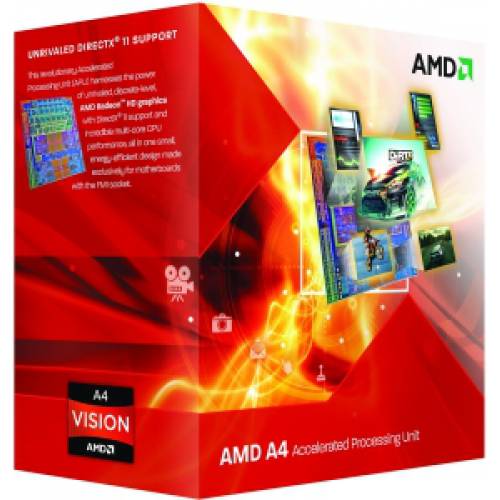 UNRIVALED DIRECTX® 11 SUPPORT
This revolutionary Accelerated
Processing Unit (APU) harnesses the power
of unrivaled, discrete-level,
AMD Radeon™ HD graphics
with DirectX® 11 support and
incredible multi-core CPU
performance, all in one small,
energy-efficient design made
exclusively for motherboards
with the FM1 socket.
AMD
DiRT3
A4
VISION
AMD
AMD A4 Accelerated Processing Unit